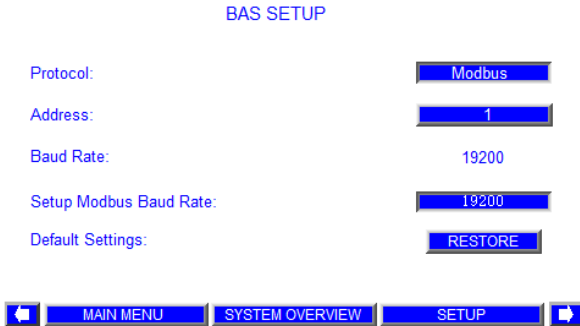 BAS SETUP
Protocol: Modbus
Address: 1
Baud Rate: 19200
Setup Modbus Baud Rate: 19200
Default Settings: RESTORE
MAIN MENU SYSTEM OVERVIEW SETUP